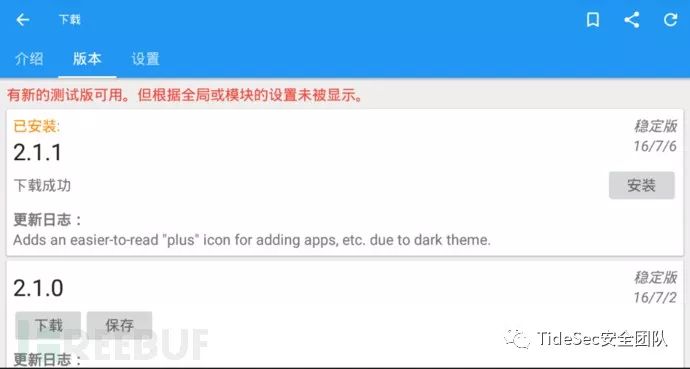 下载
介绍 版本 设置
有新的测试版可用。但根据全局或模块的设置未被显示。
已安装: 稳定版
2.1.1 16/7/6
下载成功 安装
更新日志：
Adds an easier-to-read "plus" icon for adding apps, etc. due to dark theme.
2.1.0 稳定版
16/7/2
下载 保存
REEBUF TideSec安全团队
更新日志：